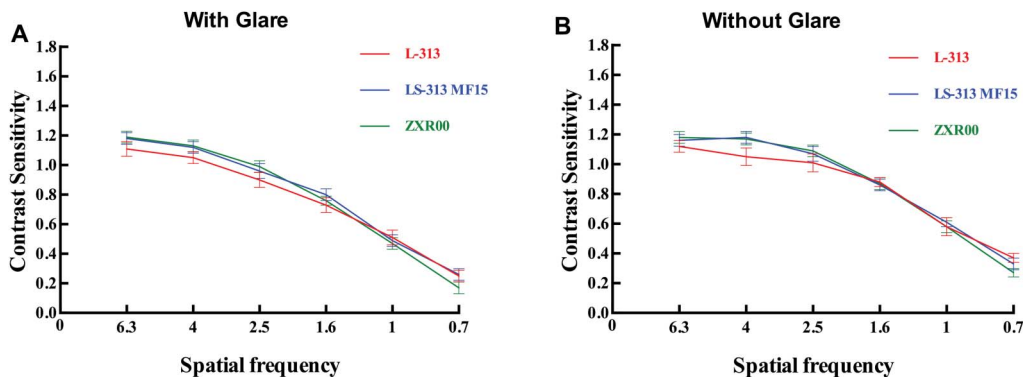 A
With Glare
Contrast Sensitivity
1.8
1.6
1.4
1.2
1.0
0.8
0.6
0.4
0.2
0.0
0 6.3 4 2.5 1.6 1 0.7
Spatial frequency
L-313
LS-313 MF15
ZXR00
B
Without Glare
Contrast Sensitivity
1.8
1.6
1.4
1.2
1.0
0.8
0.6
0.4
0.2
0.0
0 6.3 4 2.5 1.6 1 0.7
Spatial frequency
L-313
LS-313 MF15
ZXR00